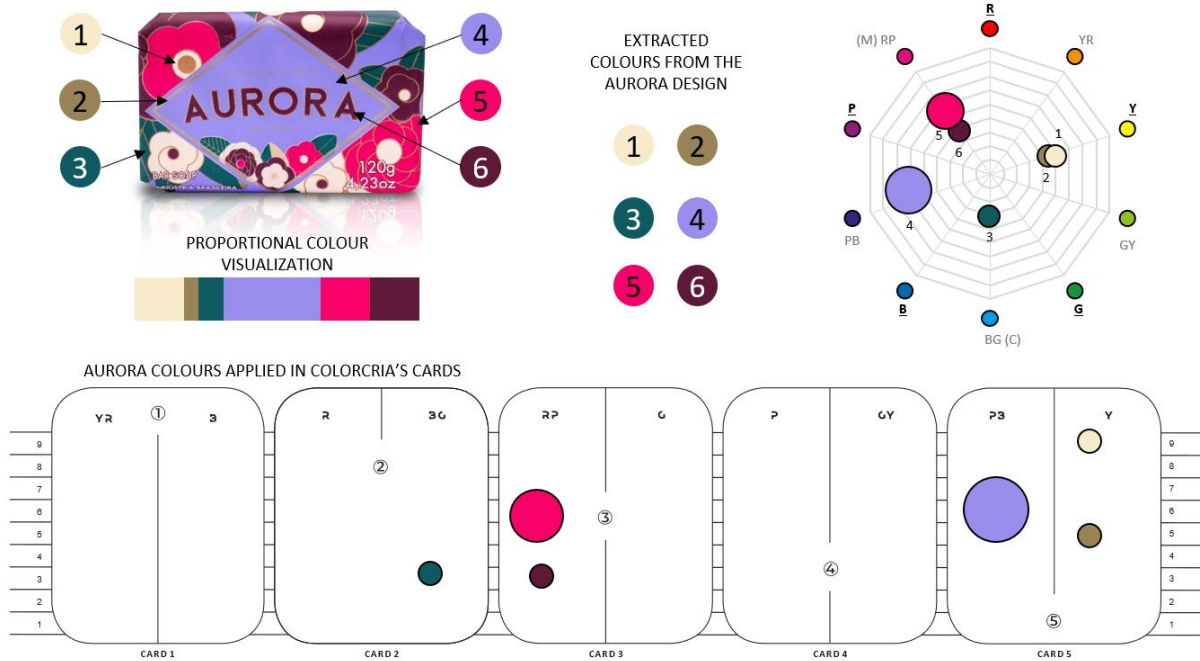 1
2
3
4
5
6
AURORA
BAR SOAP
INDÚSTRIA BRASILEIRA
120g
4.23oz
PROPORTIONAL COLOUR
VISUALIZATION
EXTRACTED
COLOURS FROM THE
AURORA DESIGN
1 2
3 4
5 6
R
(M) RP
YR
P
Y
PB
GY
B
G
BG (C)
5
6
1
2
4
3
AURORA COLOURS APPLIED IN COLORCRIA'S CARDS
YR ① B
R BG
RP G
P GY
PB Y
②
③
④
⑤
9 9
8 8
7 7
6 6
5 5
4 4
3 3
2 2
1 1
CARD 1
CARD 2
CARD 3
CARD 4
CARD 5